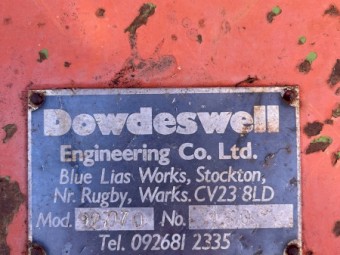 Dowdeswell
Engineering Co. Ltd.
Blue Lias Works, Stockton,
Nr. Rugby, Warks. CV23 8LD
Mod. No.
Tel. 092681 2335